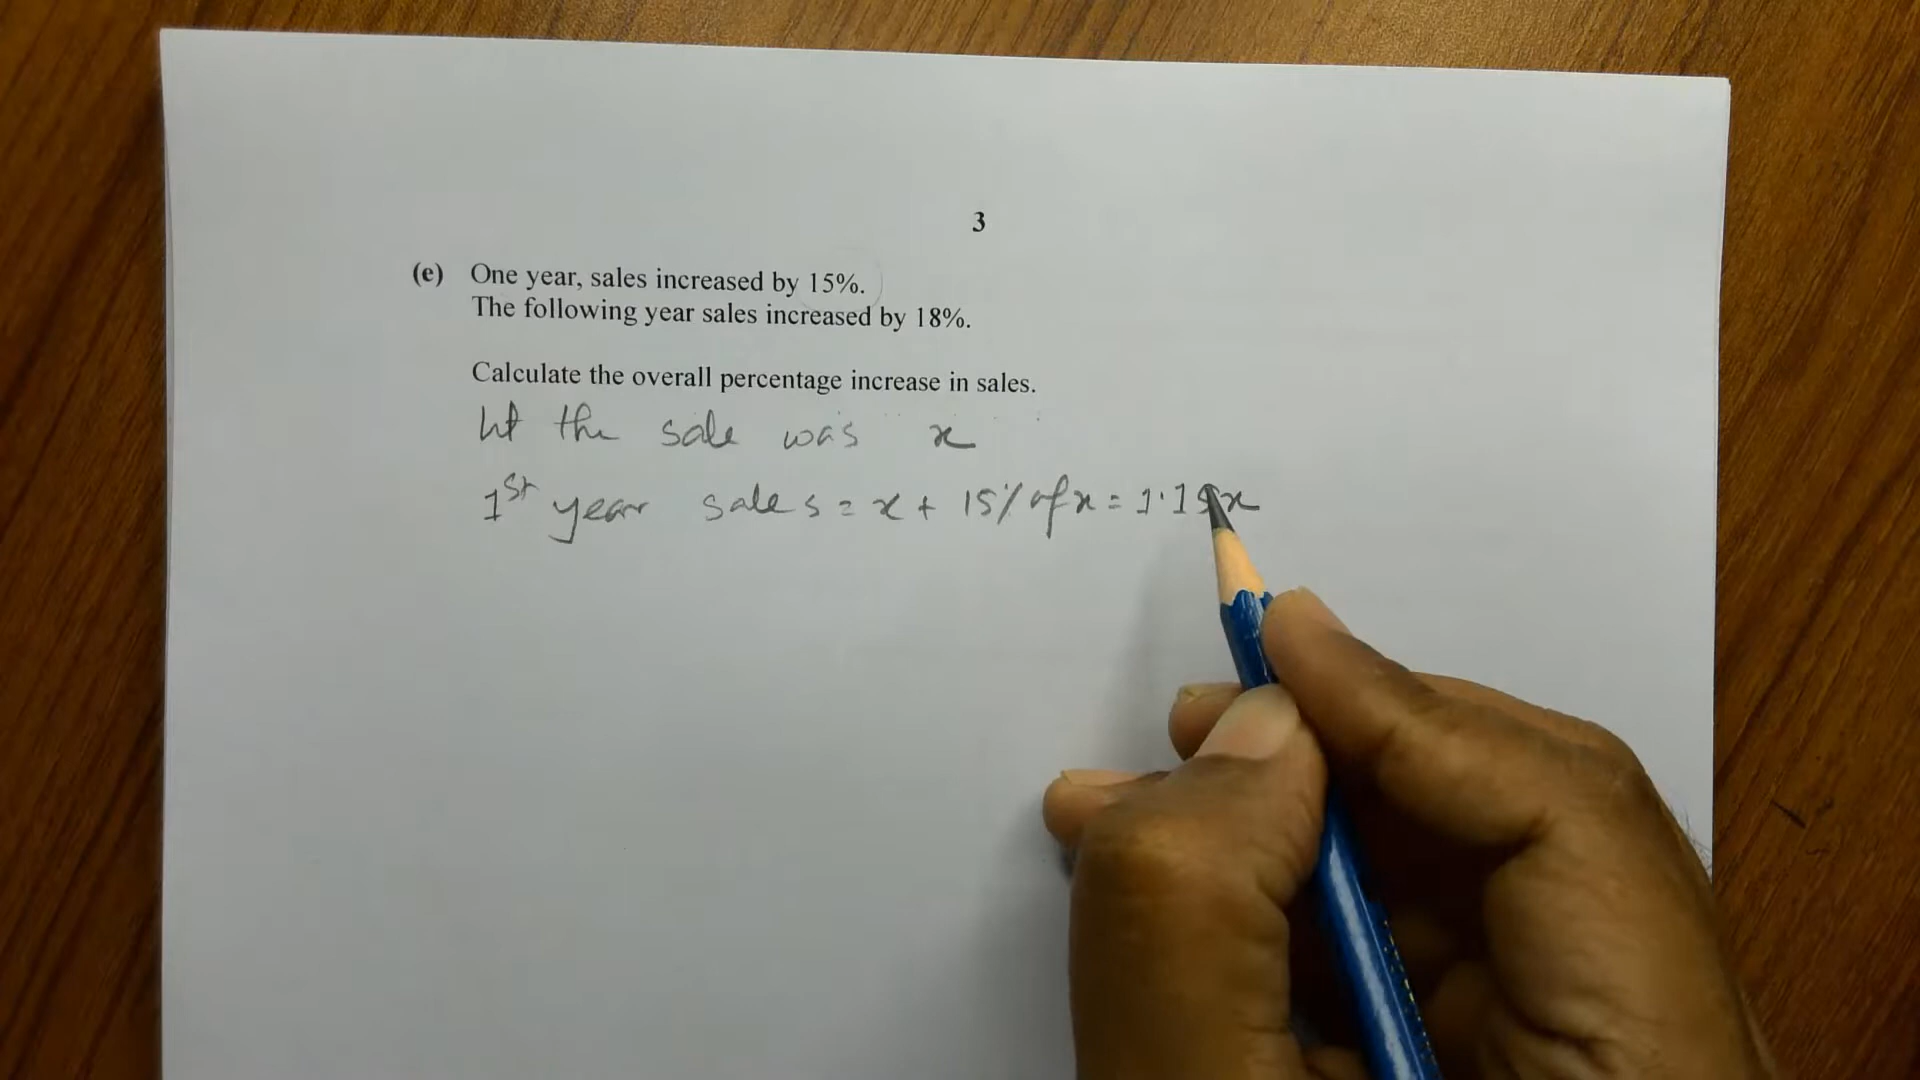 3
(e) One year, sales increased by 15%.
The following year sales increased by 18%.
Calculate the overall percentage increase in sales.
let the sale was x
1st year sales = x + 15% of x = 1.15x